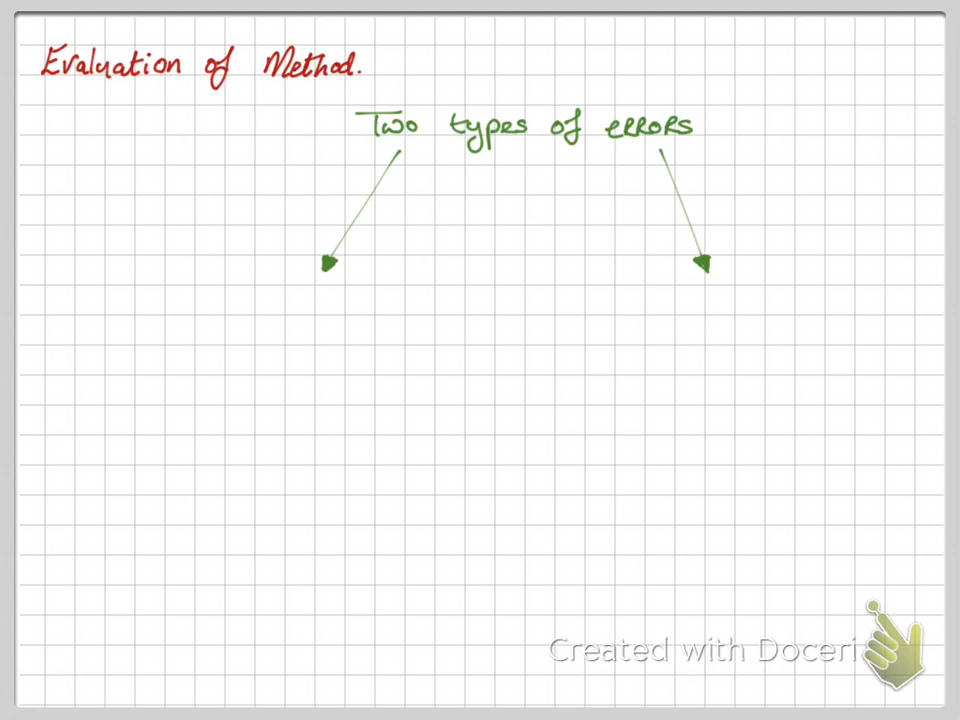 Evaluation of Method.
Two types of errors
Created with Doceri